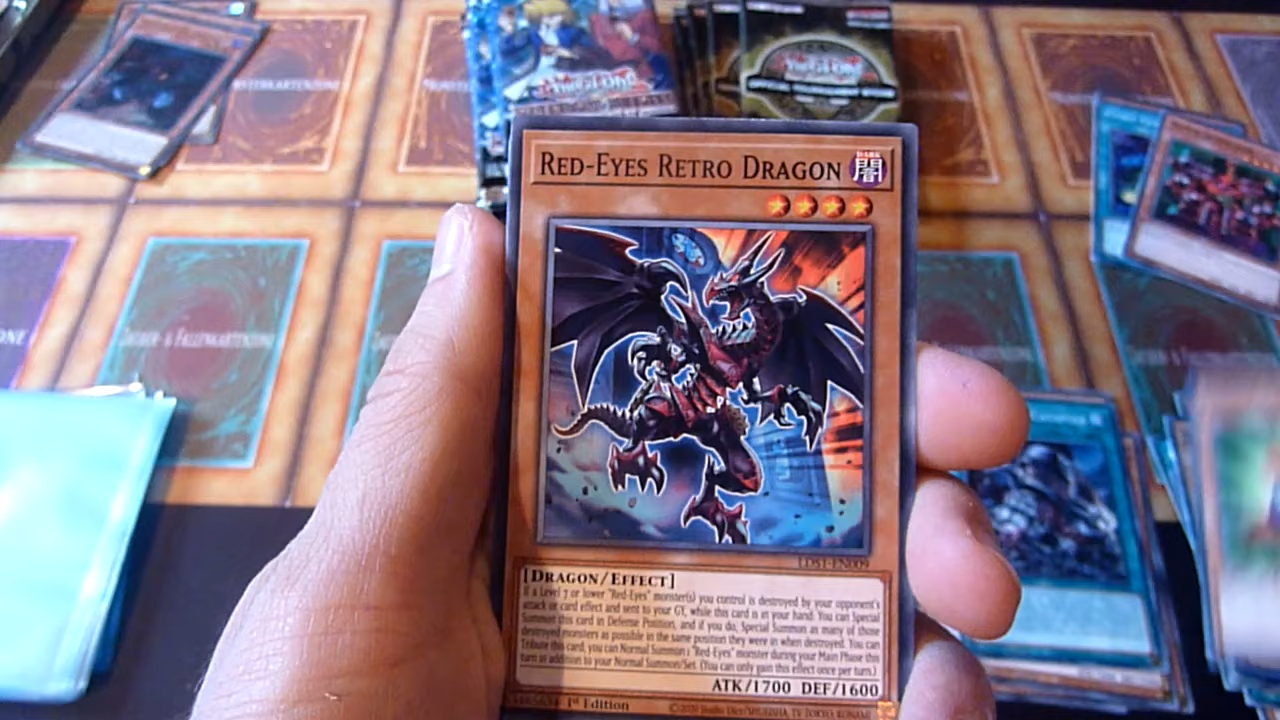 RED-EYES RETRO DRAGON
DARK
闇
LDS1-EN009
[DRAGON/EFFECT]
If a Level 7 or lower "Red-Eyes" monster(s) you control is destroyed by your opponent's
attack or card effect and sent to your GY, while this card is in your hand: You can Special
Summon this card in Defense Position, and if you do, Special Summon as many of those
destroyed monsters as possible in the same position they were in when destroyed. You can
Tribute this card; you can Normal Summon 1 "Red-Eyes" monster during your Main Phase this
turn in addition to your Normal Summon/Set. (You can only gain this effect once per turn.)
ATK/1700 DEF/1600
1st Edition
ZAUBER- & FALLENKARTENZONE